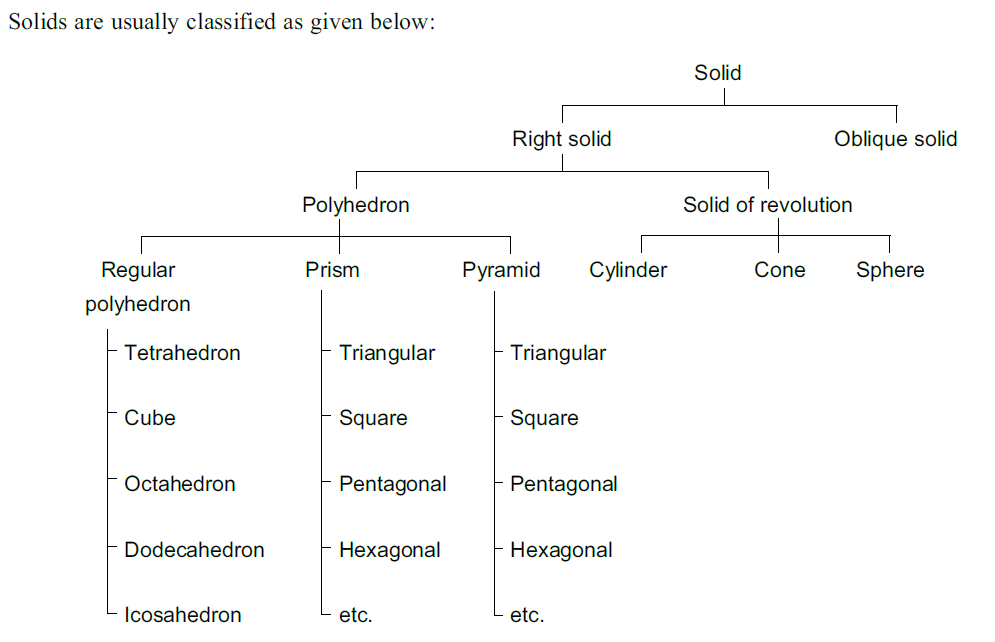 Solids are usually classified as given below:
Solid
Right solid Oblique solid
Polyhedron Solid of revolution
Regular Prism Pyramid Cylinder Cone Sphere
polyhedron
Tetrahedron Triangular Triangular
Cube Square Square
Octahedron Pentagonal Pentagonal
Dodecahedron Hexagonal Hexagonal
Icosahedron etc. etc.